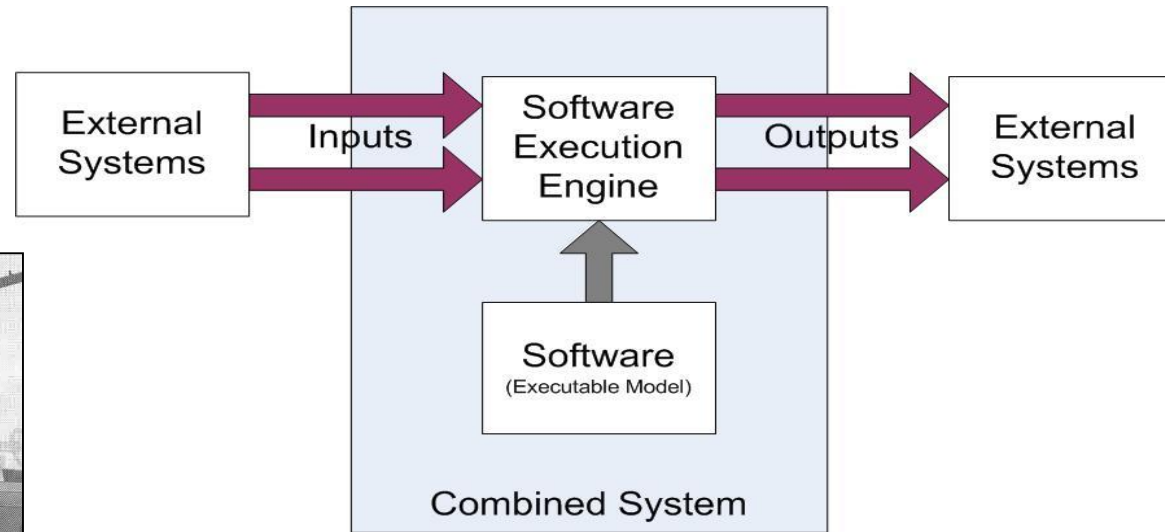 External
Systems
Inputs
Software
Execution
Engine
Outputs
External
Systems
Software
(Executable Model)
Combined System